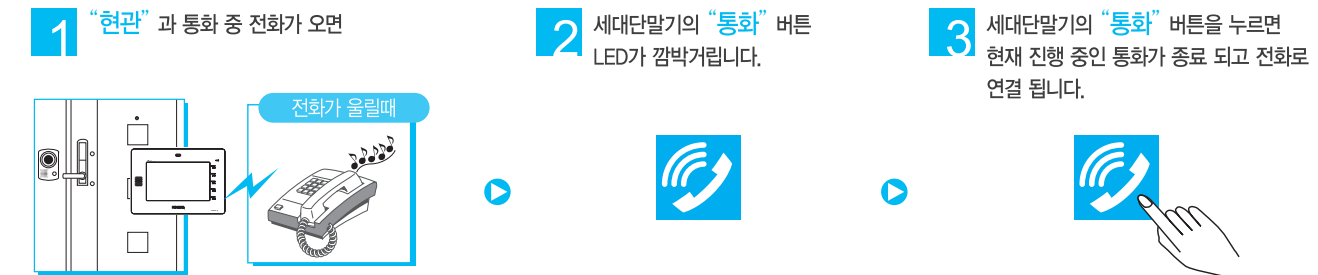 1 “현관” 과 통화 중 전화가 오면
전화가 울릴때
2 세대단말기의 “통화” 버튼
LED가 깜박거립니다.
3 세대단말기의 “통화” 버튼을 누르면
현재 진행 중인 통화가 종료 되고 전화로
연결 됩니다.